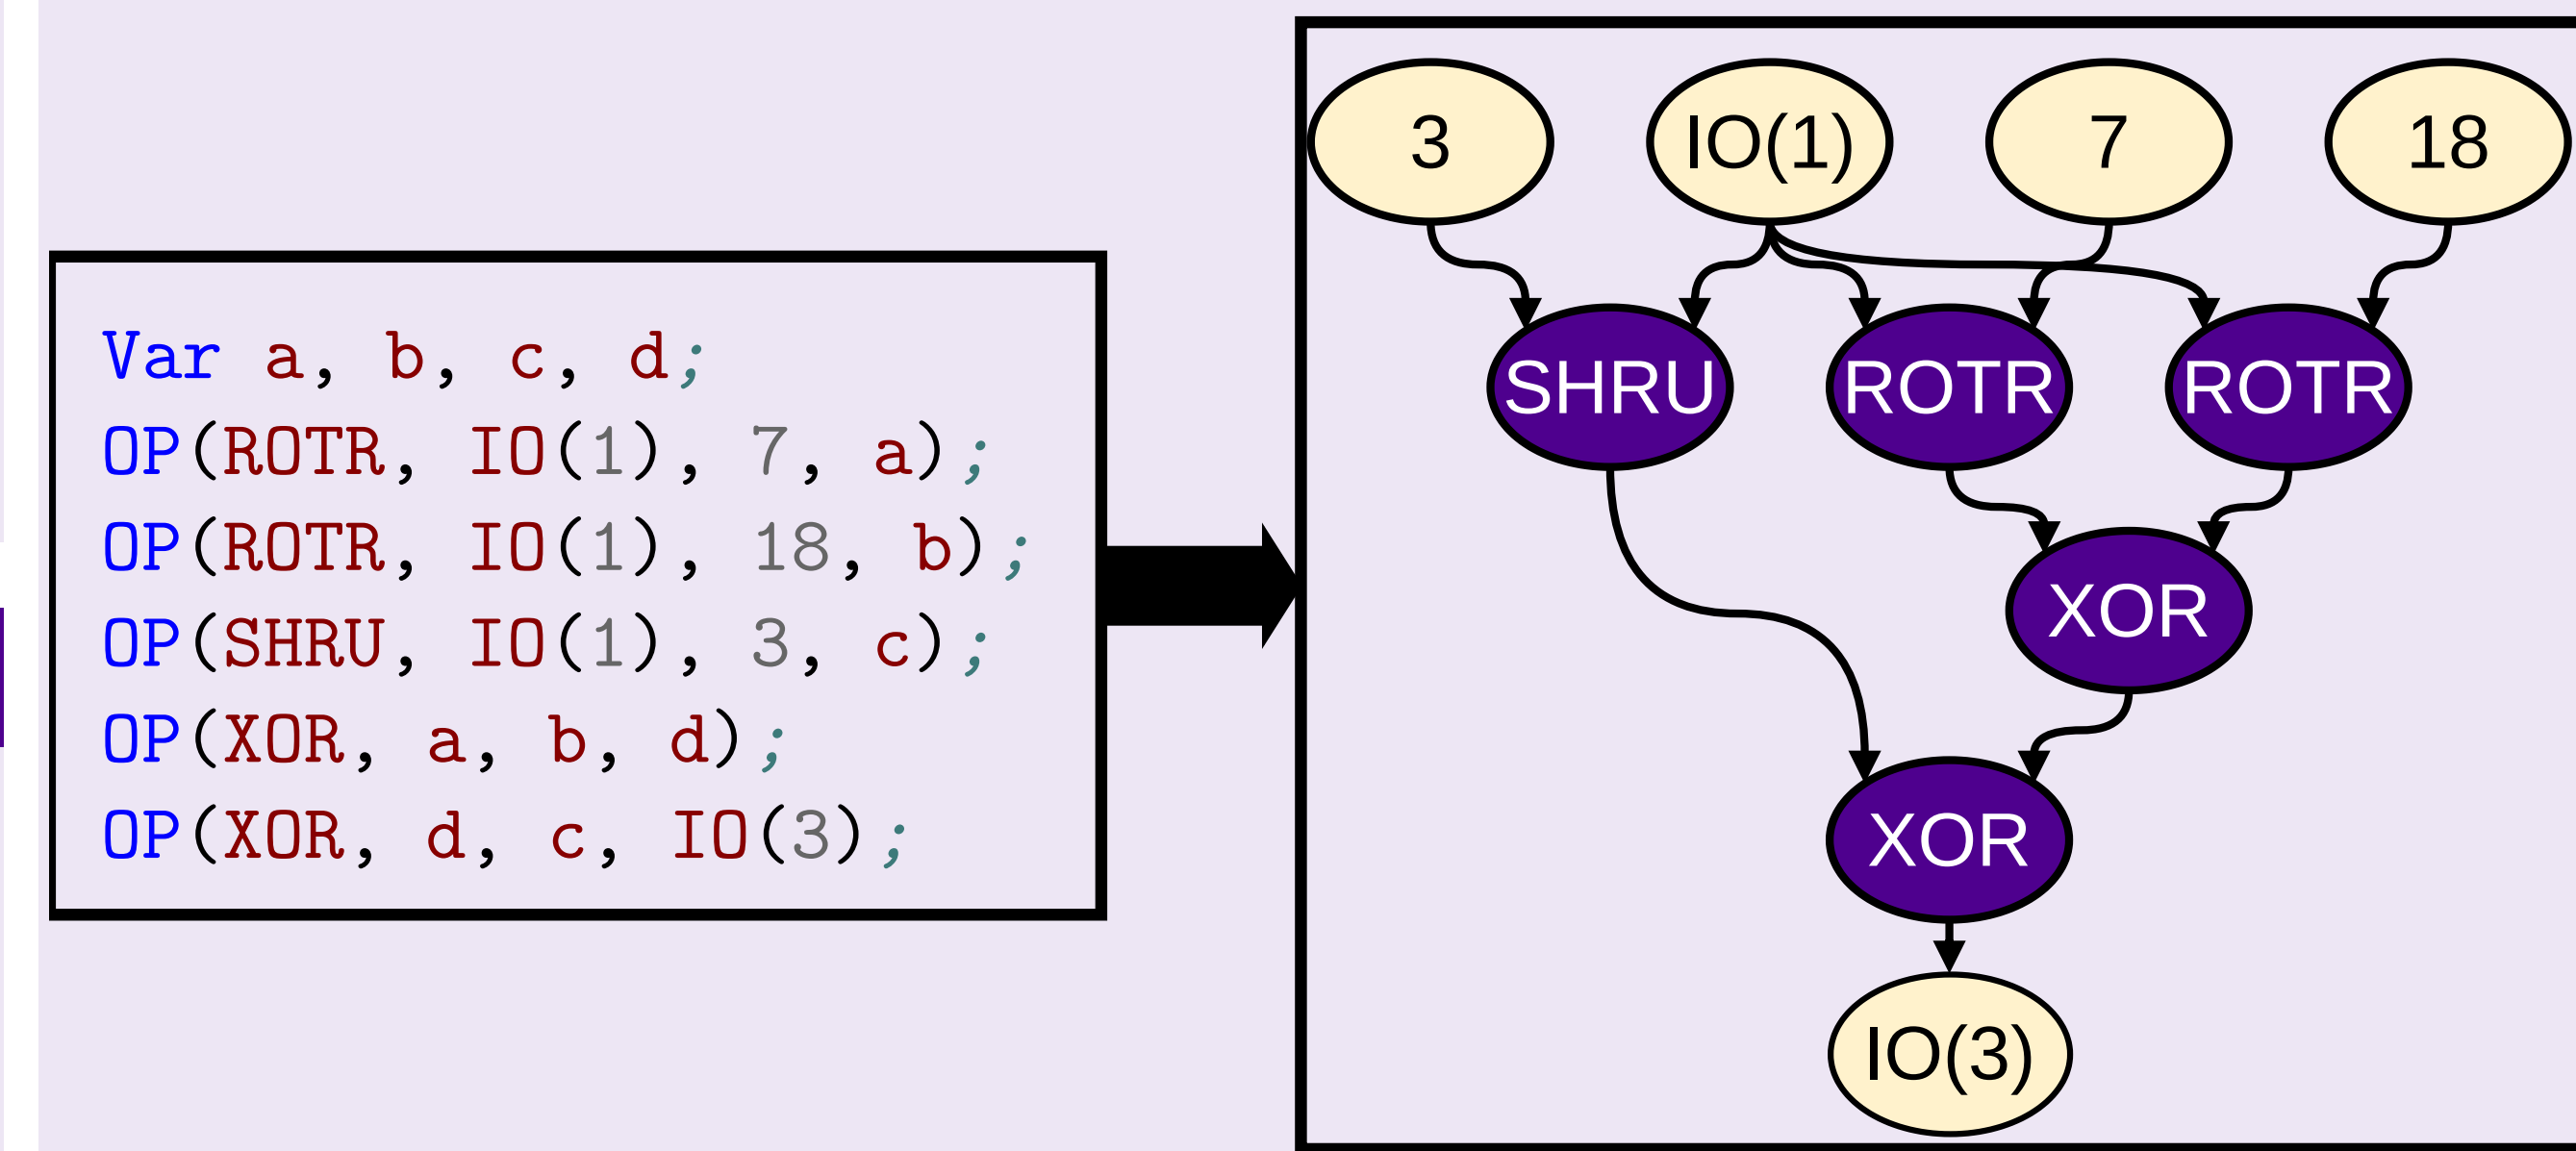 Var a, b, c, d;
OP(ROTR, IO(1), 7, a);
OP(ROTR, IO(1), 18, b);
OP(SHRU, IO(1), 3, c);
OP(XOR, a, b, d);
OP(XOR, d, c, IO(3);
3 IO(1) 7 18
SHRU ROTR ROTR
XOR
XOR
IO(3)